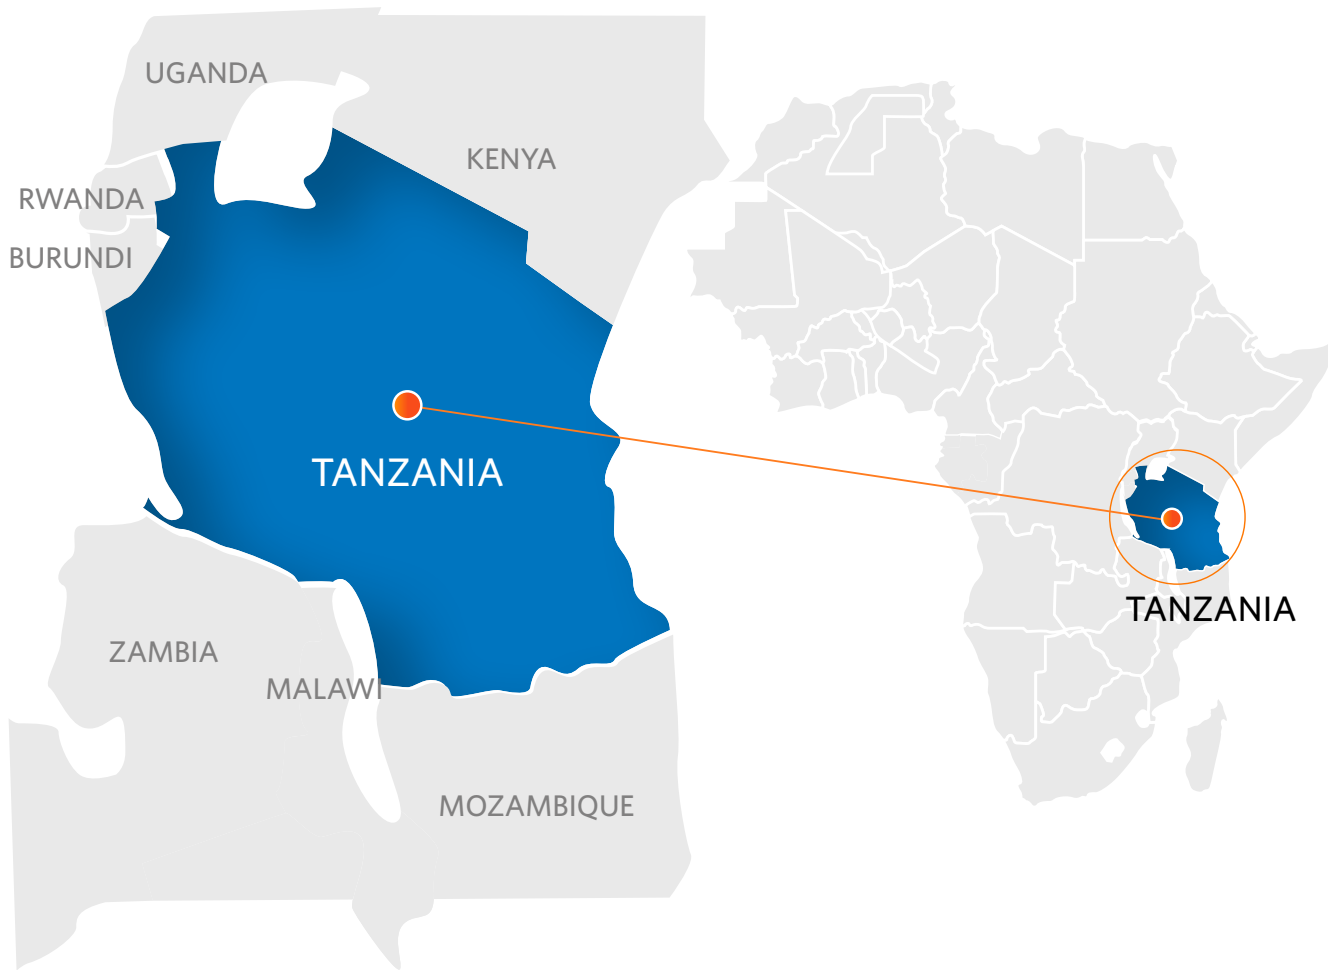 UGANDA
KENYA
RWANDA
BURUNDI
TANZANIA
ZAMBIA
MALAWI
MOZAMBIQUE
TANZANIA